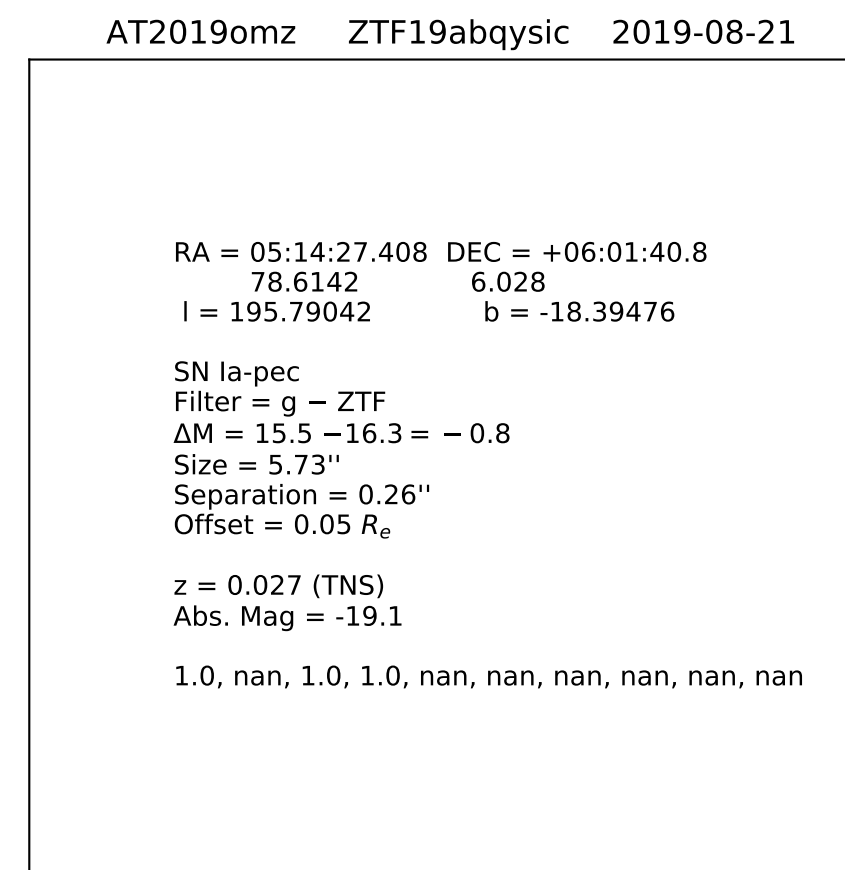 AT2019omz ZTF19abqysic 2019-08-21
RA = 05:14:27.408 DEC = +06:01:40.8
78.6142 6.028
l = 195.79042 b = -18.39476
SN Ia-pec
Filter = g − ZTF
ΔM = 15.5 −16.3 = − 0.8
Size = 5.73''
Separation = 0.26''
Offset = 0.05 Rₑ
z = 0.027 (TNS)
Abs. Mag = -19.1
1.0, nan, 1.0, 1.0, nan, nan, nan, nan, nan, nan